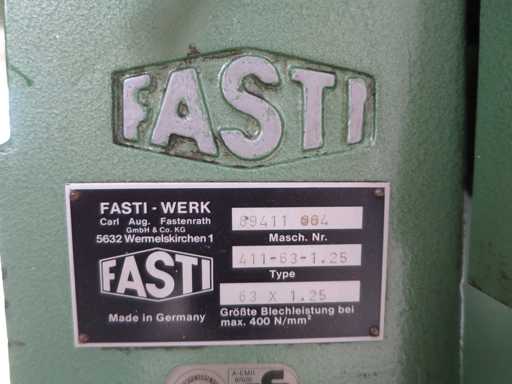 FASTI
FASTI - WERK
Carl Aug. Fastenrath
GmbH & Co. KG
5632 Wermelskirchen 1
FASTI
Made in Germany
89411
Masch. Nr.
411-63-1.25
Type
63 X 1.25
Größte Blechleistung bei
max. 400 N/mm²